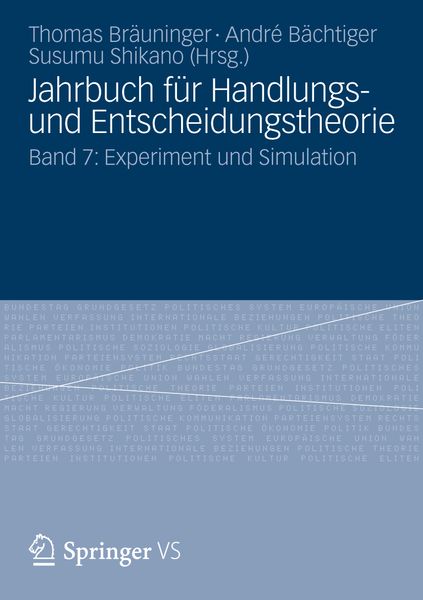 Thomas Bräuninger · André Bächtiger
Susumu Shikano (Hrsg.)
Jahrbuch für Handlungs-
und Entscheidungstheorie
Band 7: Experiment und Simulation
BUNDESTAG GRUNDGESETZ POLITISCHES SYSTEM EUROPÄISCHE UNION
WAHLEN VERFASSUNG INTERNATIONALE BEZIEHUNGEN POLITISCHE THEO
RIE PARTEIEN INSTITUTIONEN POLITISCHE KULTUR POLITISCHE ELITEN
PARLAMENTARISMUS DEMOKRATIE MACHT REGIERUNG VERWALTUNG FÖDER
ALISMUS POLITISCHE SOZIOLOGIE GLOBALISIERUNG POLITISCHE KOMMU
NIKATION PARTEIENSYSTEM RECHTSSTAAT GERECHTIGKEIT STAAT POLI
TISCHE ÖKONOMIE POLITIK BUNDESTAG GRUNDGESETZ POLITISCHES
SYSTEM EUROPÄISCHE UNION WAHLEN VERFASSUNG INTERNATIONALE
POLITISCHE THEORIE PARTEIEN INSTITUTIONEN POLI
TISCHE KULTUR POLITISCHE ELITEN PARLAMENTARISMUS DEMOKRATIE
MACHT REGIERUNG VERWALTUNG FÖDERALISMUS POLITISCHE SOZIOLOGIE
GLOBALISIERUNG POLITISCHE KOMMUNIKATION PARTEIENSYSTEM RECHTS
STAAT GERECHTIGKEIT STAAT POLITISCHE ÖKONOMIE POLITIK BUNDES
TAG GRUNDGESETZ POLITISCHES SYSTEM EUROPÄISCHE UNION WAH
LEN VERFASSUNG INTERNATIONALE BEZIEHUNGEN POLITISCHE THEORIE
PARTEIEN INSTITUTIONEN POLITISCHE KULTUR POLITISCHE ELITEN
Springer VS